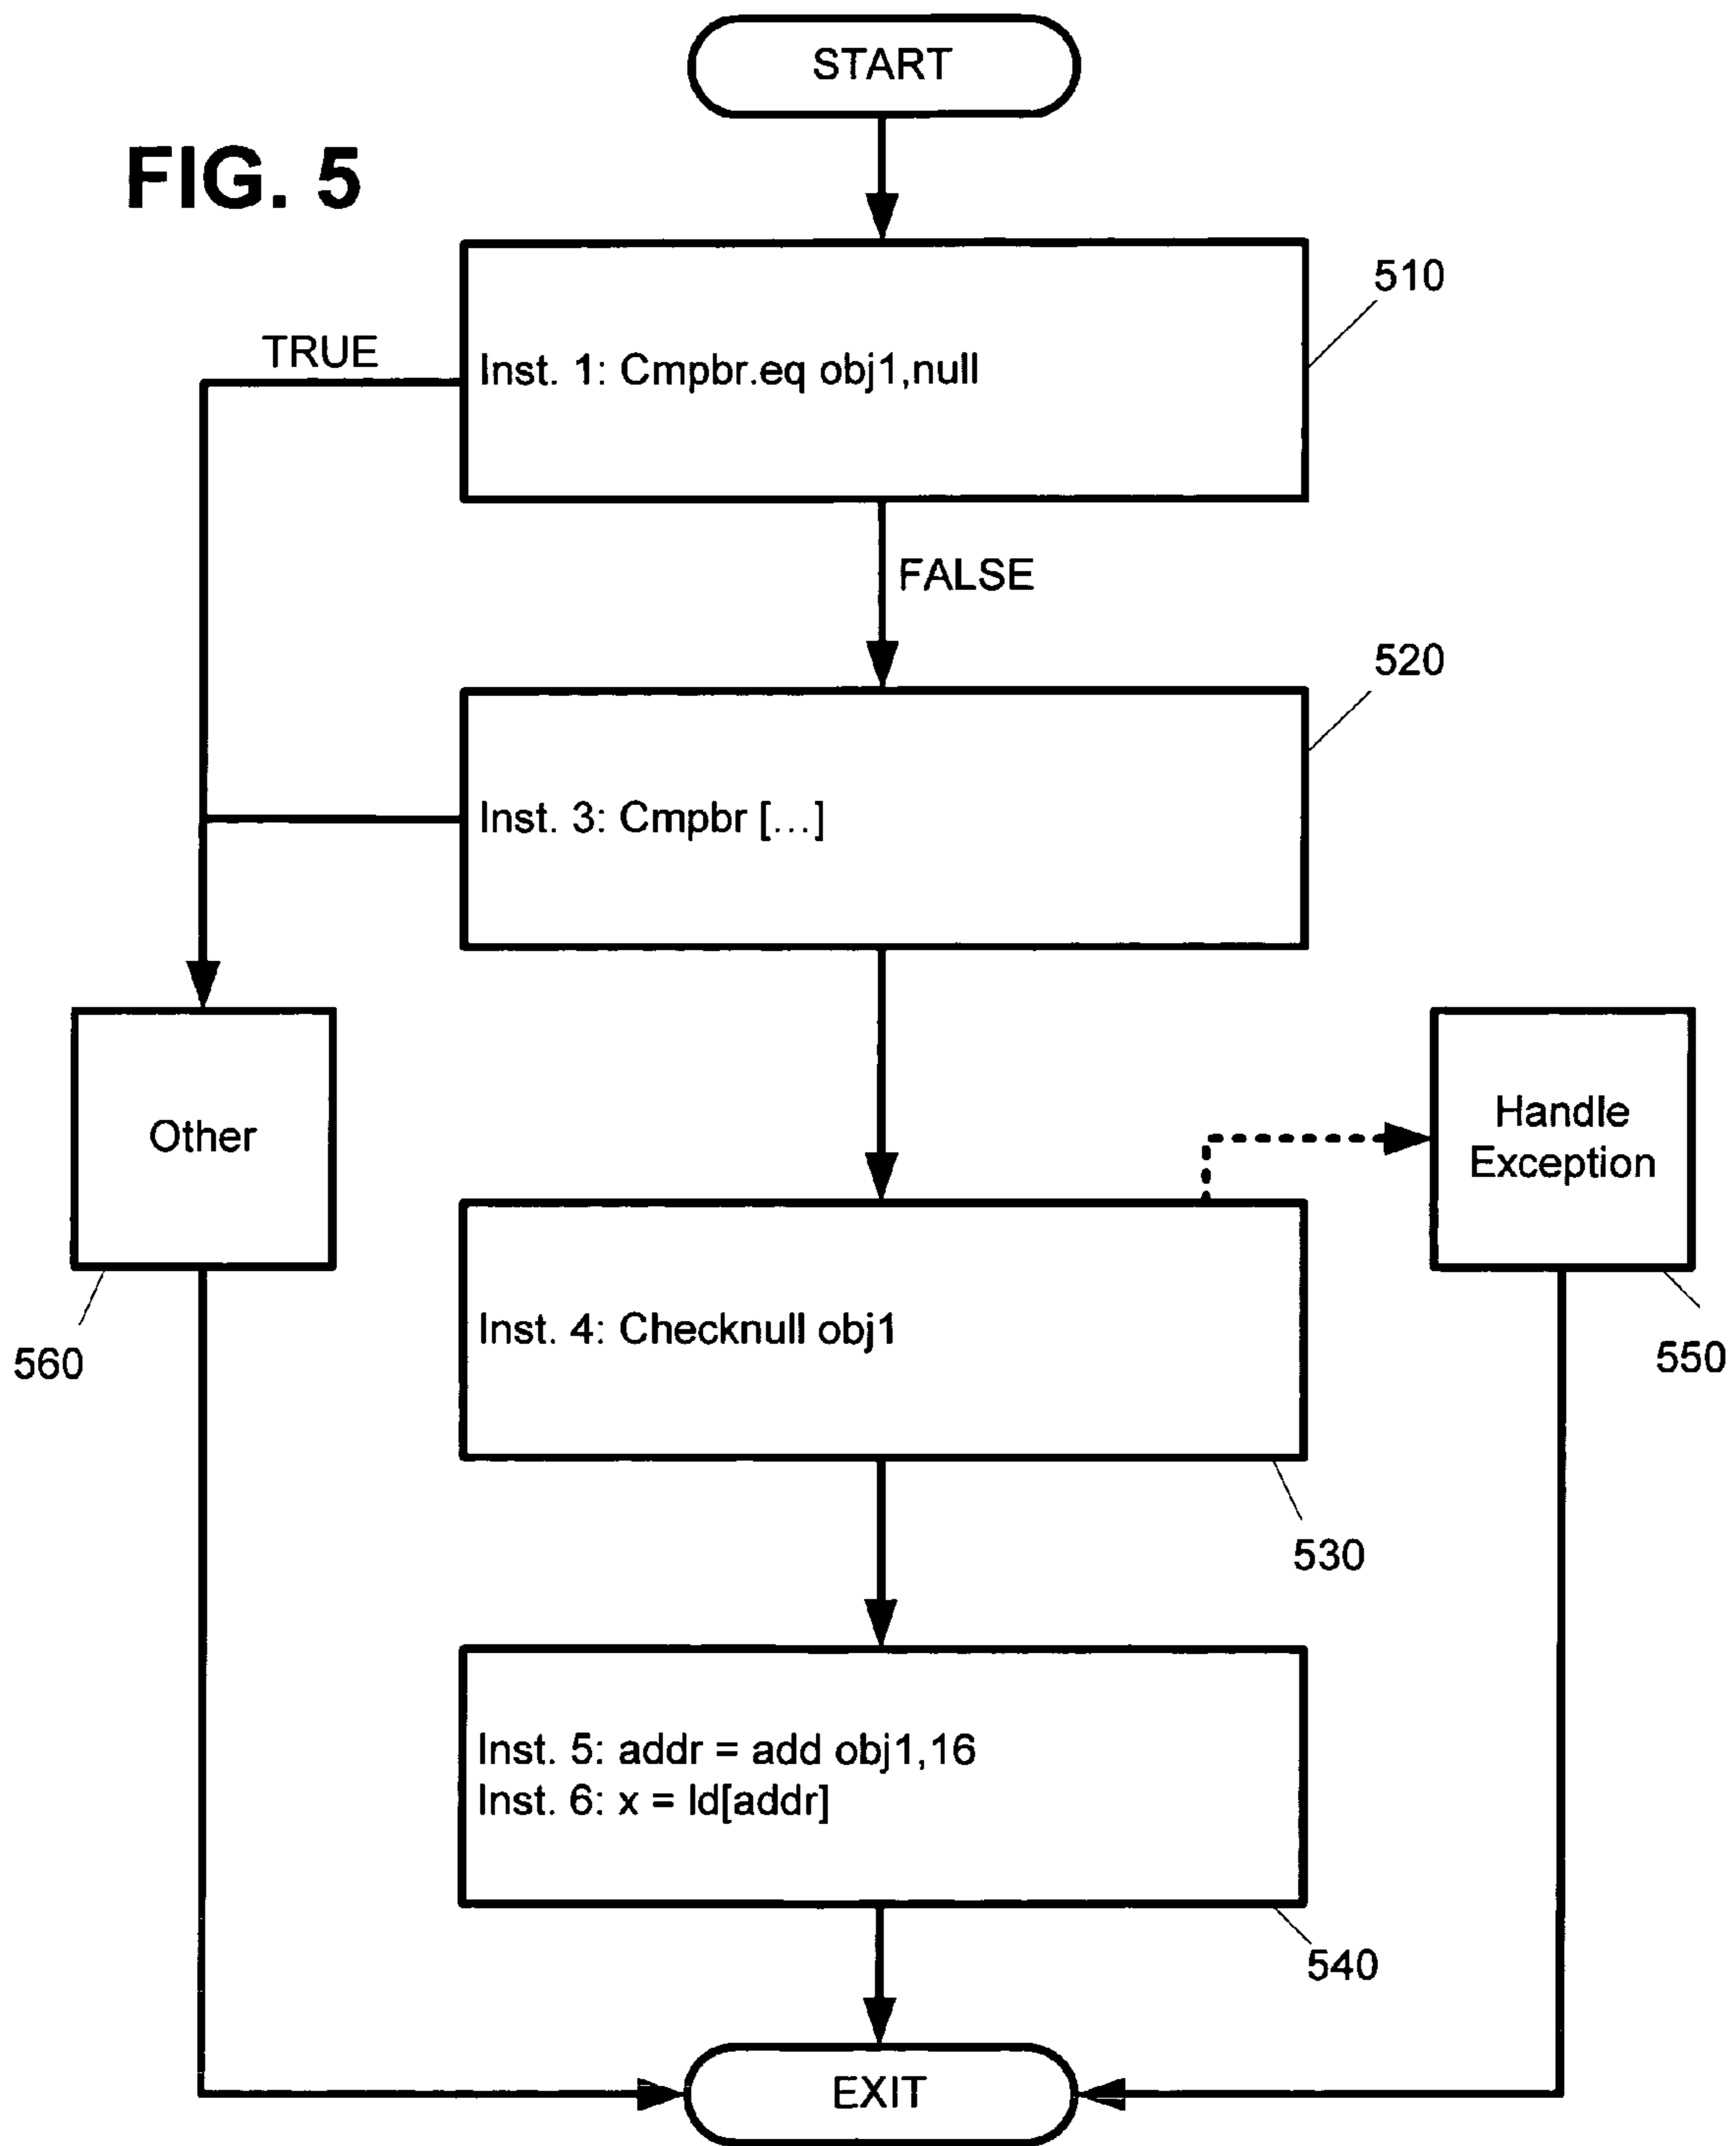 START
FIG. 5
510
TRUE
Inst. 1: Cmpbr.eq obj1,null
FALSE
520
Inst. 3: Cmpbr [...]
Other
Handle
Exception
560
Inst. 4: Checknull obj1
550
530
Inst. 5: addr = add obj1,16
Inst. 6: x = ld[addr]
540
EXIT